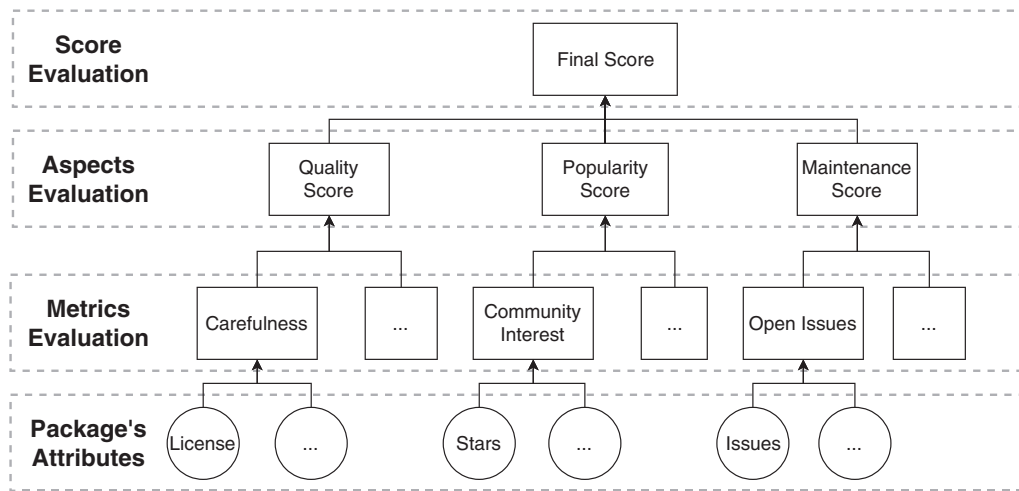 Score
Evaluation
Final Score
Aspects
Evaluation
Quality
Score
Popularity
Score
Maintenance
Score
Metrics
Evaluation
Carefulness
...
Community
Interest
...
Open Issues
...
Package's
Attributes
License
...
Stars
...
Issues
...